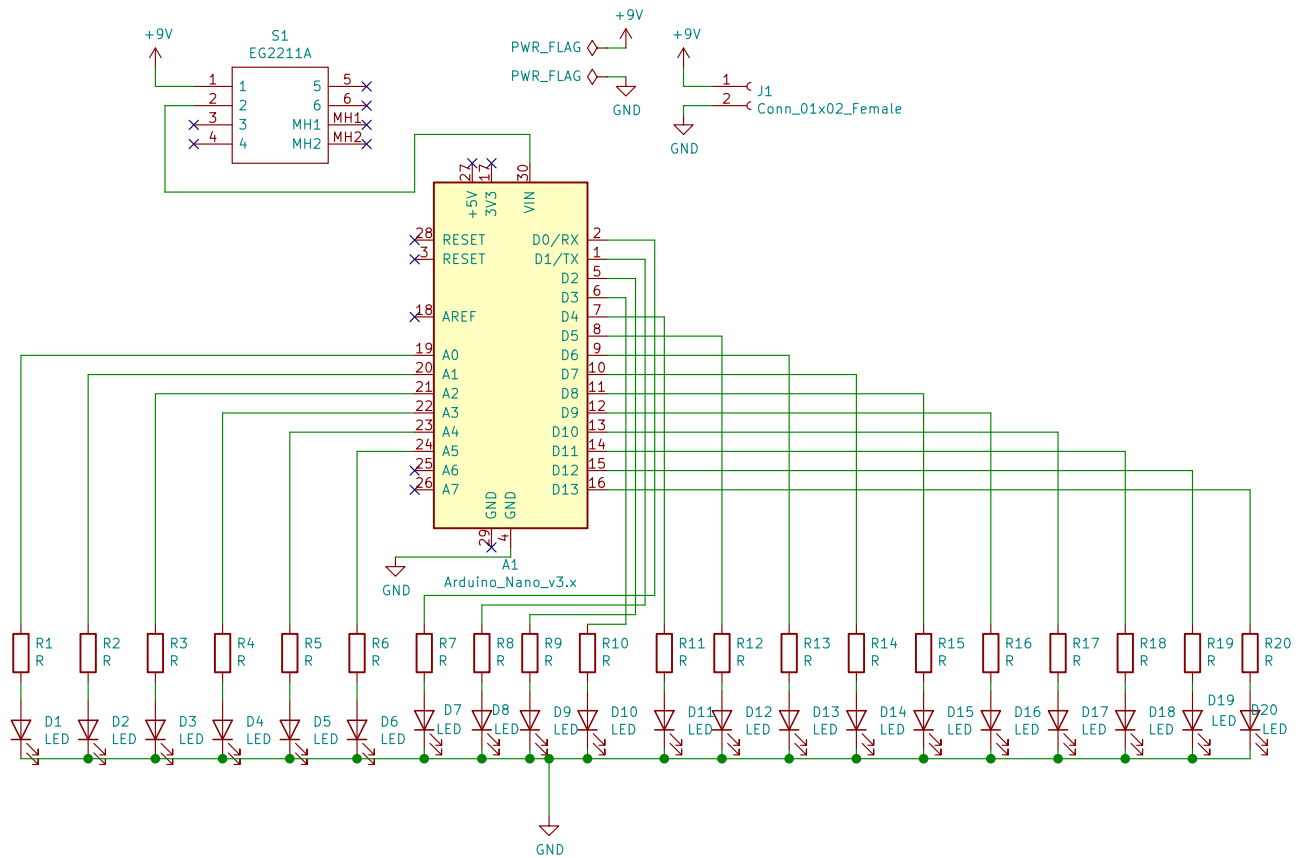 +9V
S1
EG2211A
1 1 5 5
2 2 6 6
3 3 MH1 MH1
4 4 MH2 MH2
+9V
PWR_FLAG
PWR_FLAG
GND
+9V
1
2
J1
Conn_01x02_Female
GND
27 17 30
+5V 3V3 VIN
28 RESET D0/RX 2
3 RESET D1/TX 1
D2 5
D3 6
18 AREF D4 7
D5 8
19 A0 D6 9
20 A1 D7 10
21 A2 D8 11
22 A3 D9 12
23 A4 D10 13
24 A5 D11 14
25 A6 D12 15
26 A7 D13 16
GND GND
29 4
A1
Arduino_Nano_v3.x
GND
R1 R2 R3 R4 R5 R6 R7 R8 R9 R10 R11 R12 R13 R14 R15 R16 R17 R18 R19 R20
R R R R R R R R R R R R R R R R R R R R
D1 D2 D3 D4 D5 D6 D7 D8 D9 D10 D11 D12 D13 D14 D15 D16 D17 D18 D19 D20
LED LED LED LED LED LED LED LED LED LED LED LED LED LED LED LED LED LED LED LED
GND